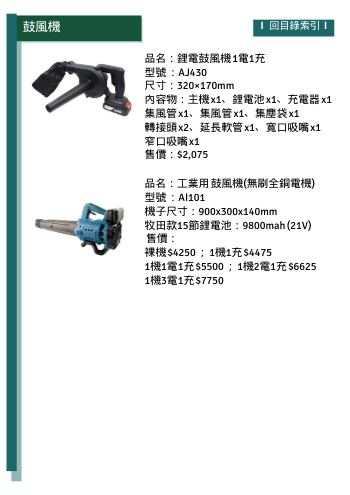 鼓風機
I 回目錄索引 I
品名：鋰電鼓風機1電1充
型號：AJ430
尺寸：320×170mm
內容物：主機x1、鋰電池x1、充電器x1
集風管x1、集風管x1、集塵袋x1
轉接頭x2、延長軟管x1、寬口吸嘴x1
窄口吸嘴x1
售價：$2,075
品名：工業用鼓風機(無刷全銅電機)
型號：AI101
機子尺寸：900x300x140mm
牧田款15節鋰電池：9800mah(21V)
售價：
裸機$4250 ；1機1充$4475
1機1電1充$5500 ；1機2電1充$6625
1機3電1充$7750